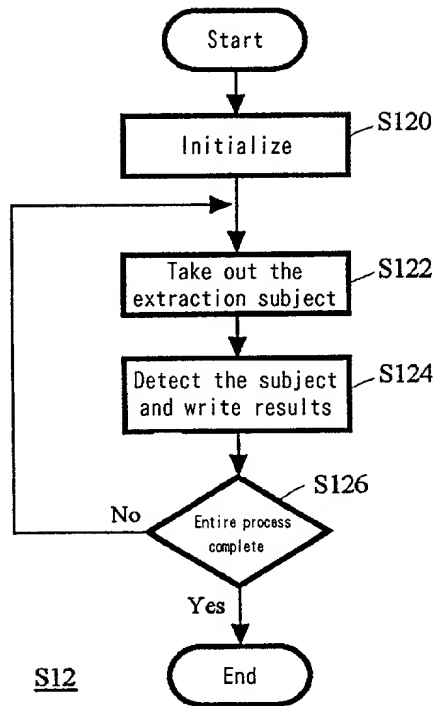 Start
S120
Initialize
S122
Take out the
extraction subject
S124
Detect the subject
and write results
S126
No
Entire process
complete
Yes
S12
End